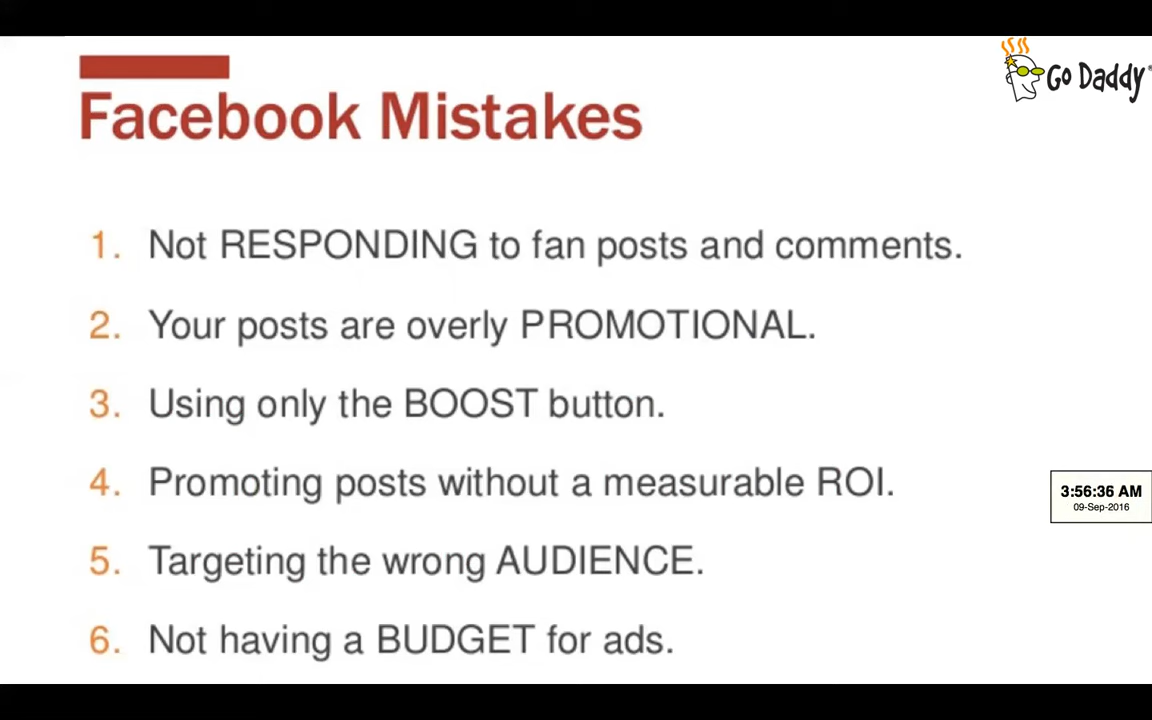 Go Daddy®
Facebook Mistakes
1. Not RESPONDING to fan posts and comments.
2. Your posts are overly PROMOTIONAL.
3. Using only the BOOST button.
4. Promoting posts without a measurable ROI.
3:56:36 AM
09-Sep-2016
5. Targeting the wrong AUDIENCE.
6. Not having a BUDGET for ads.